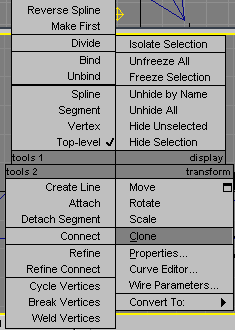 Reverse Spline
Make First
Divide
Bind
Unbind
Spline
Segment
Vertex
Top-level ✓
tools 1
Isolate Selection
Unfreeze All
Freeze Selection
Unhide by Name
Unhide All
Hide Unselected
Hide Selection
display
tools 2
Create Line
Attach
Detach Segment
Connect
Refine
Refine Connect
Cycle Vertices
Break Vertices
Weld Vertices
transform
Move
Rotate
Scale
Clone
Properties...
Curve Editor...
Wire Parameters...
Convert To: